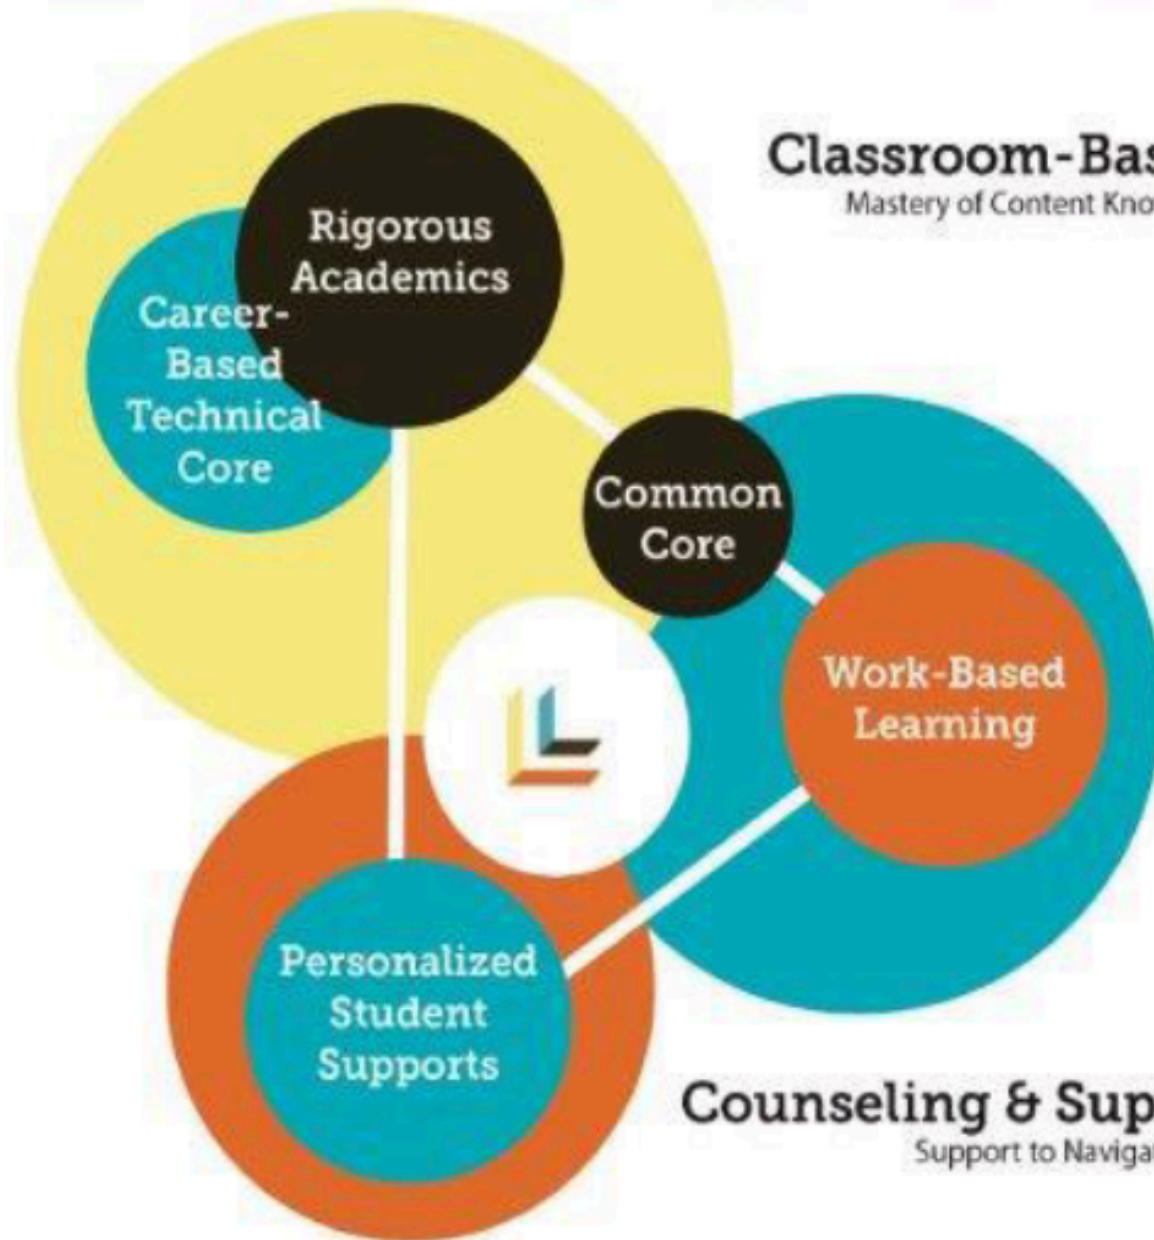 Classroom-Bas
Mastery of Content Kno
Rigorous
Academics
Career-
Based
Technical
Core
Common
Core
Work-Based
Learning
Personalized
Student
Supports
Counseling & Sup
Support to Naviga